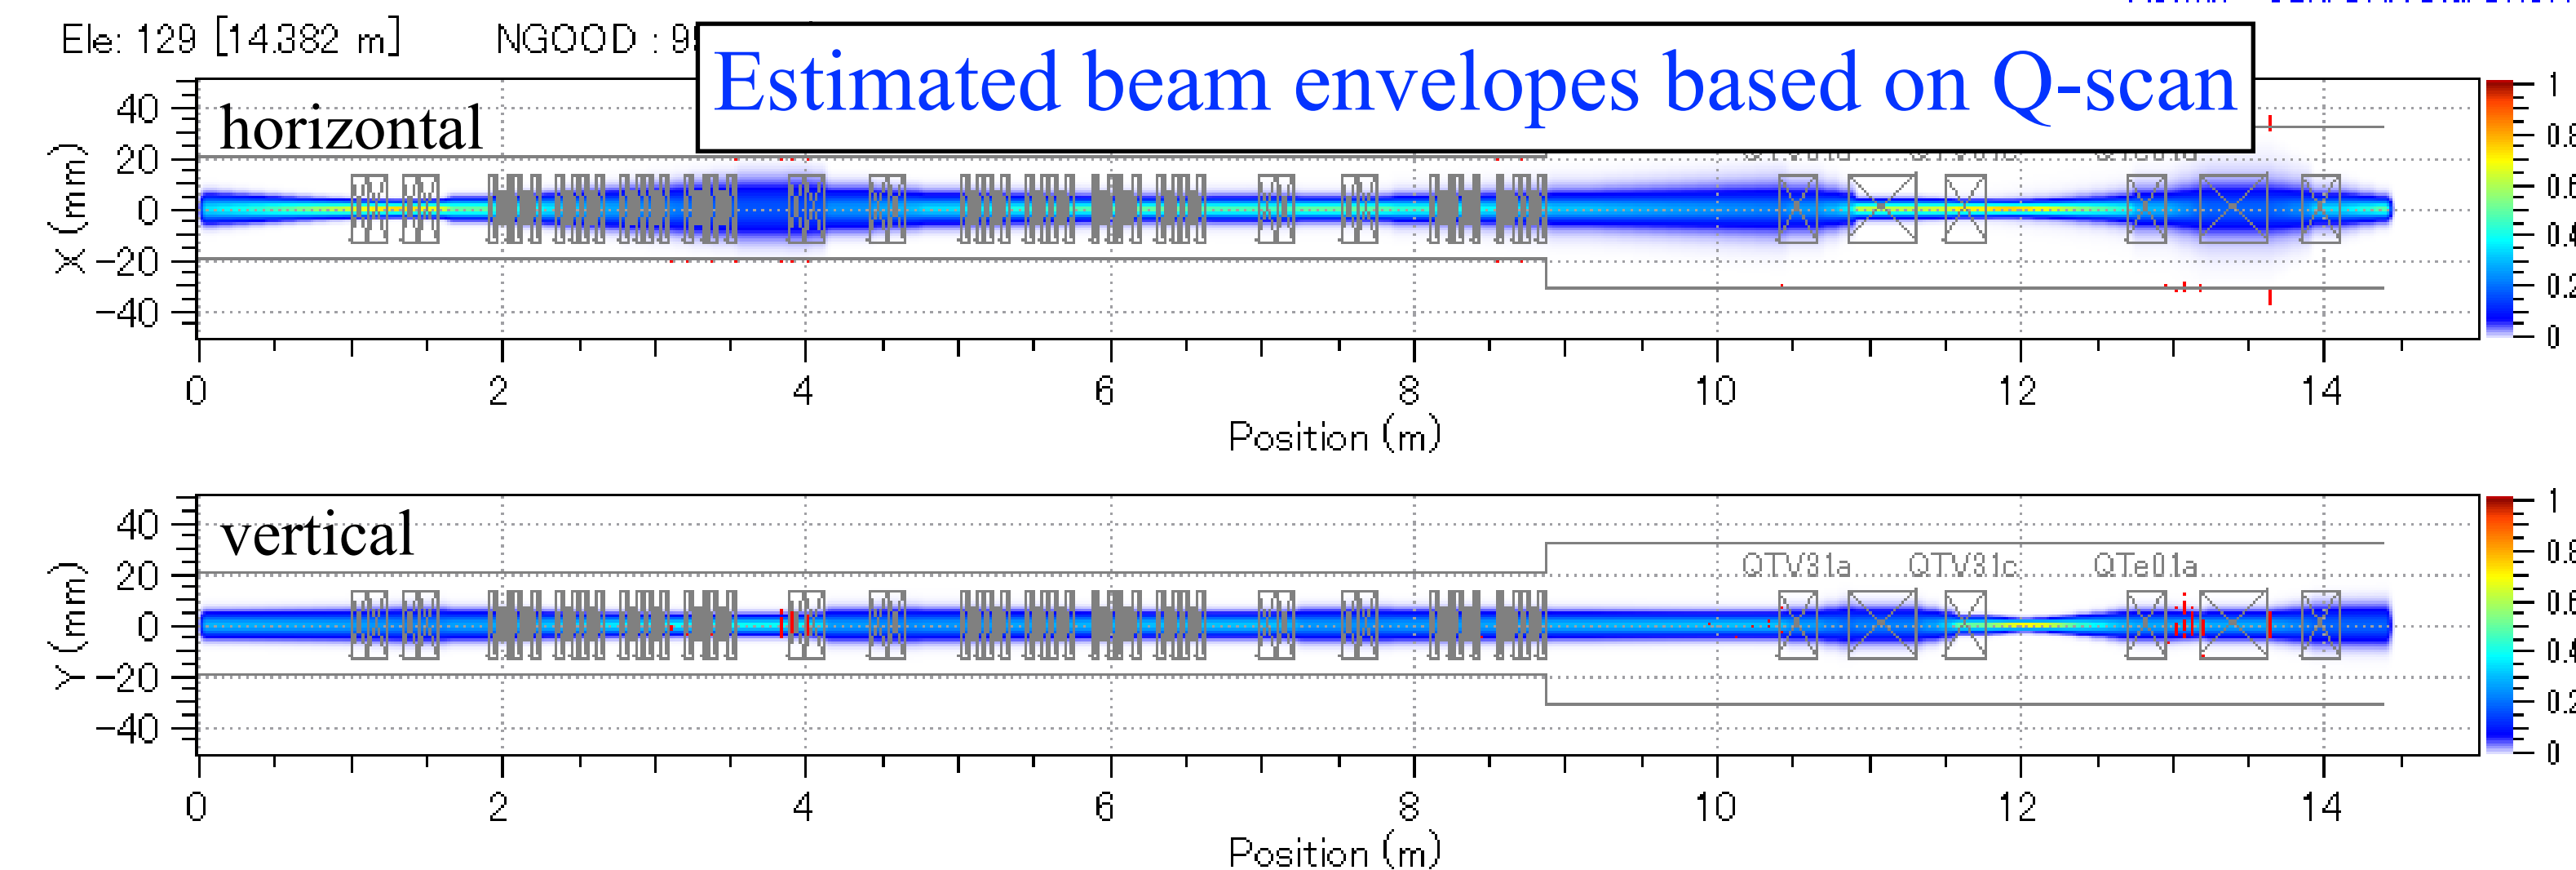 Ele: 129 [14.382 m] NGOOD : 9
Estimated beam envelopes based on Q-scan
horizontal
X (mm)
40
20
0
-20
-40
0 2 4 6 8 10 12 14
Position (m)
1
0
vertical
QTV31a QTV31c QTe01a
Y (mm)
40
20
0
-20
-40
0 2 4 6 8 10 12 14
Position (m)
1
0